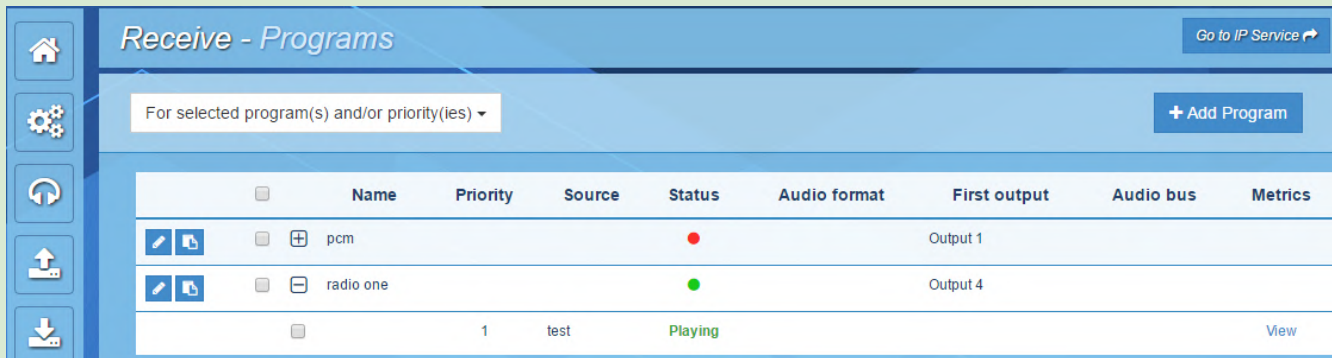 Receive - Programs
Go to IP Service
For selected program(s) and/or priority(ies)
+ Add Program
Name Priority Source Status Audio format First output Audio bus Metrics
pcm Output 1
radio one Output 4
1 test Playing View